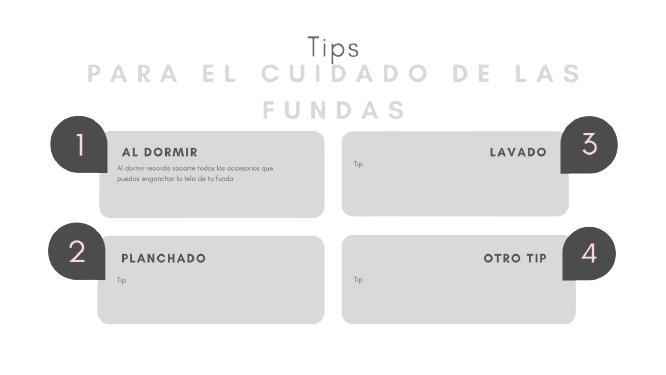 Tips
PARA EL CUIDADO DE LAS
FUNDAS
1
AL DORMIR
Al dormir recorda sacarte todos los accesorios que
puedas enganchar la tela de tu funda
3
LAVADO
Tip
2
PLANCHADO
Tip
4
OTRO TIP
Tip